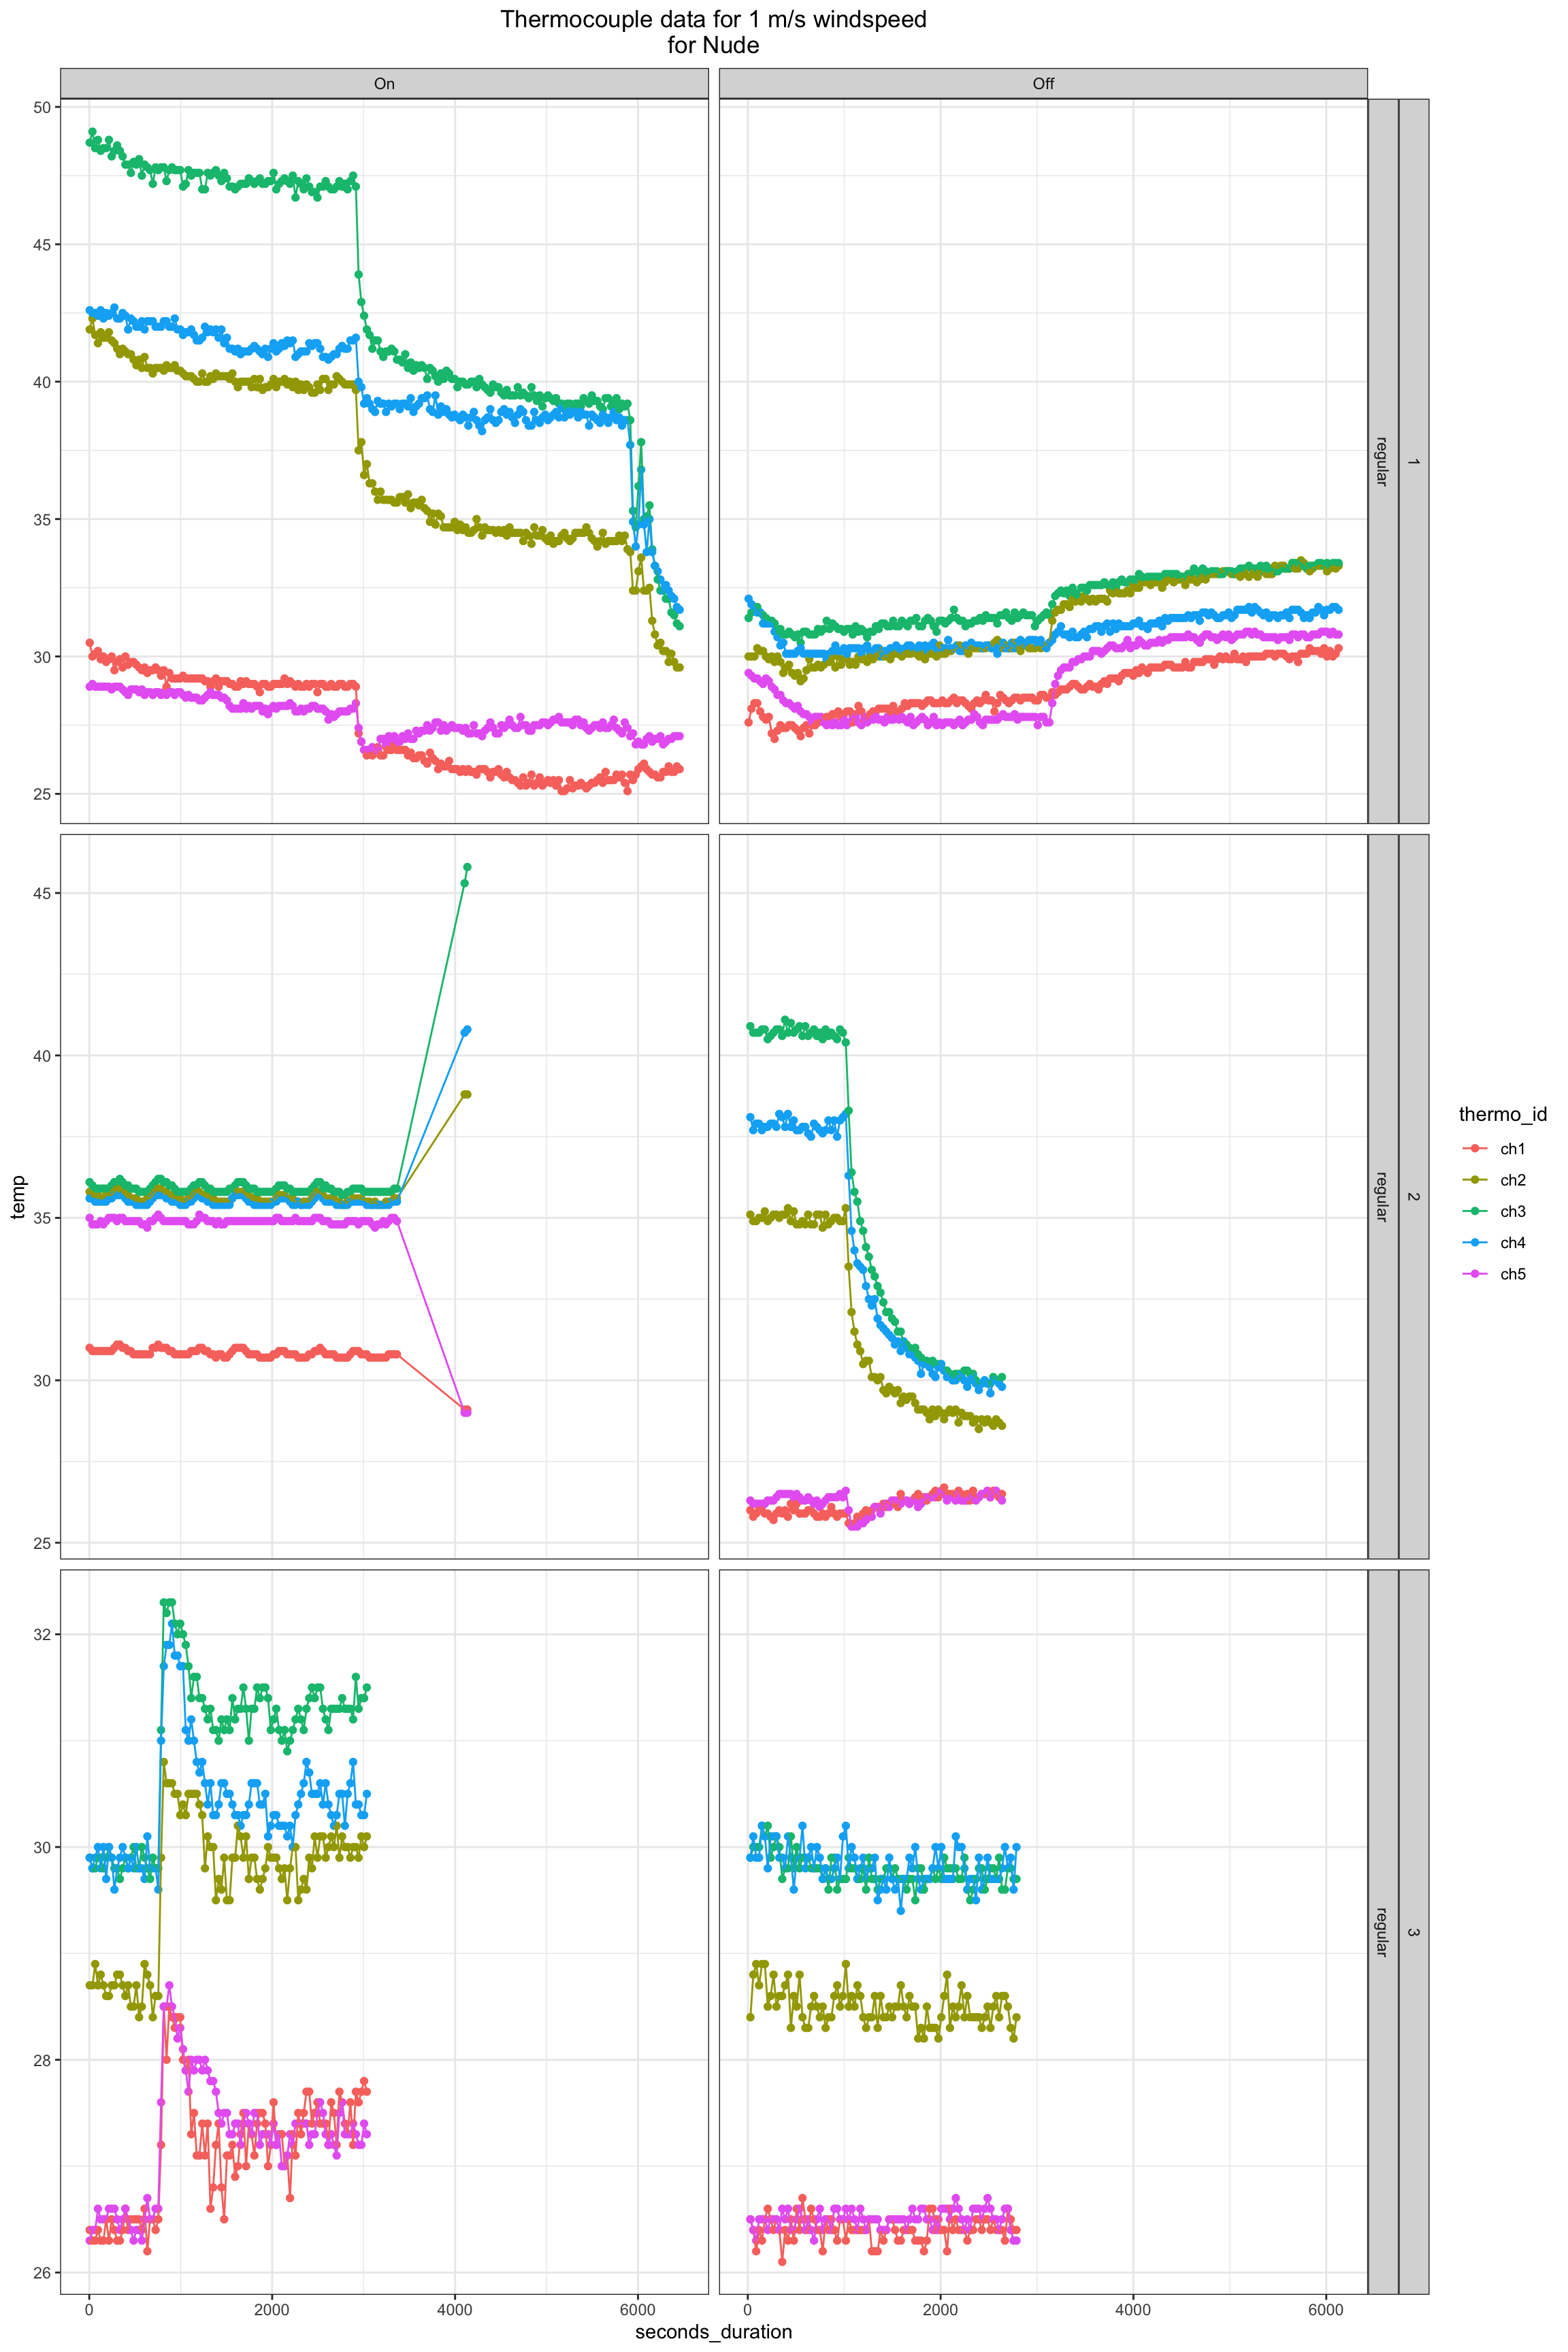 Thermocouple data for 1 m/s windspeed
for Nude
On
Off
50
45
40
35
30
25
regular
1
45
40
35
30
25
regular
2
32
30
28
26
regular
3
temp
0
2000
4000
6000
0
2000
4000
6000
seconds_duration
thermo_id
ch1
ch2
ch3
ch4
ch5